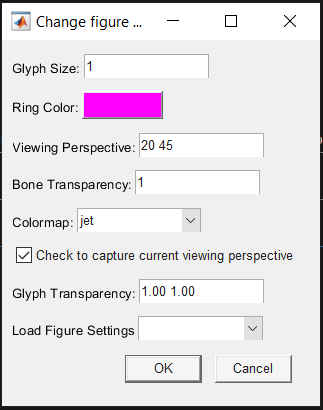 Change figure ...
Glyph Size: 1
Ring Color:
Viewing Perspective: 20 45
Bone Transparency: 1
Colormap: jet
Check to capture current viewing perspective
Glyph Transparency: 1.00 1.00
Load Figure Settings
OK Cancel